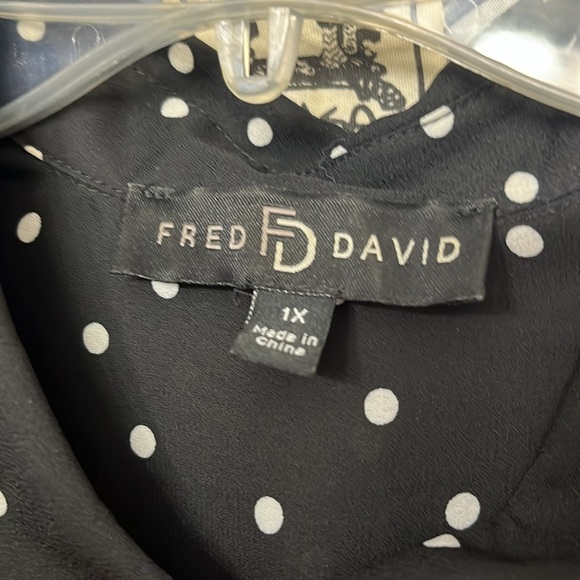 FRED FD DAVID
1X
Made in
China